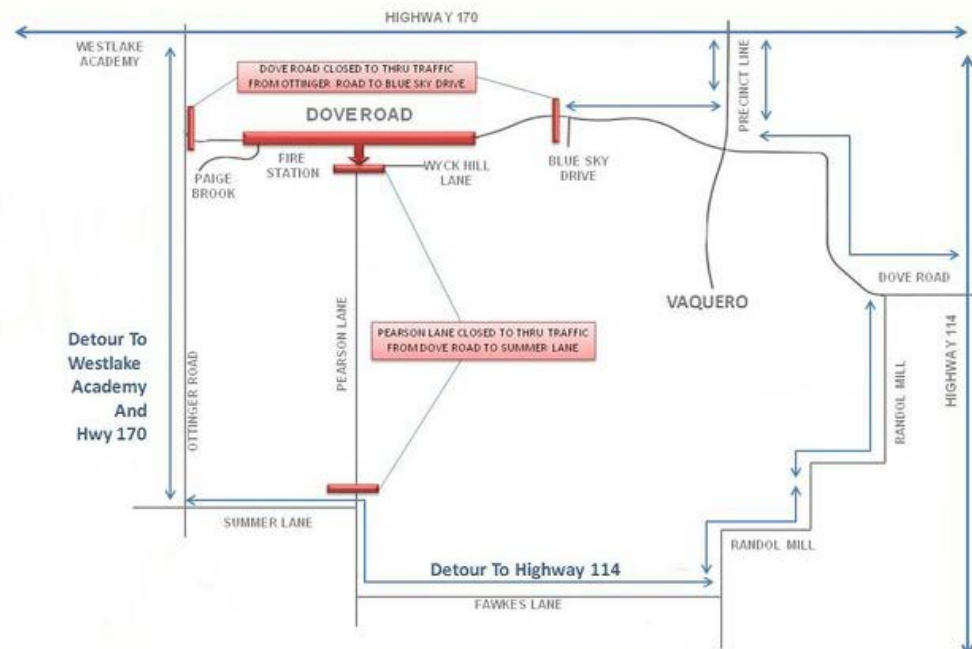 HIGHWAY 170
WESTLAKE
ACADEMY
DOVE ROAD CLOSED TO THRU TRAFFIC
FROM OTTINGER ROAD TO BLUE SKY DRIVE
PRECINCT LINE
DOVE ROAD
FIRE
STATION
WYCK HILL
LANE
BLUE SKY
DRIVE
PAIGE
BROOK
DOVE ROAD
VAQUERO
PEARSON LANE
PEARSON LANE CLOSED TO THRU TRAFFIC
FROM DOVE ROAD TO SUMMER LANE
HIGHWAY 114
Detour To
Westlake
Academy
And
Hwy 170
OTTINGER ROAD
RANDOL MILL
SUMMER LANE
RANDOL MILL
Detour To Highway 114
FAWKES LANE